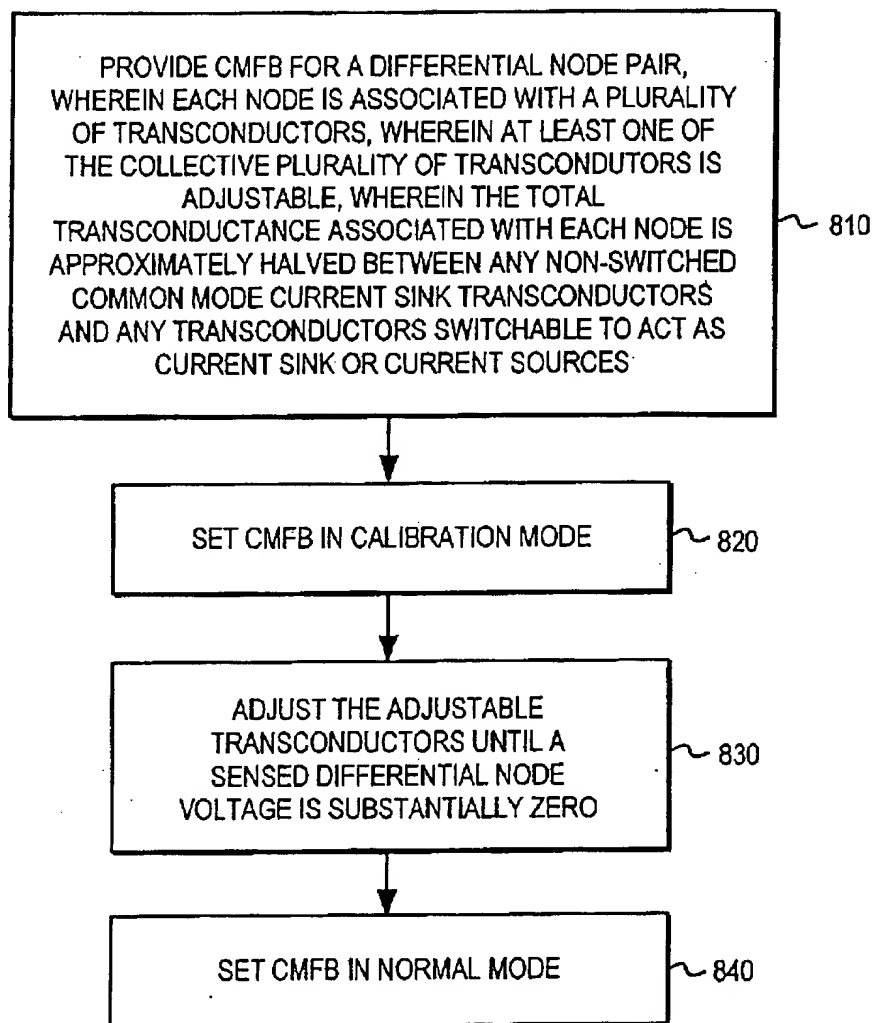 PROVIDE CMFB FOR A DIFFERENTIAL NODE PAIR,
WHEREIN EACH NODE IS ASSOCIATED WITH A PLURALITY
OF TRANSCONDUCTORS, WHEREIN AT LEAST ONE OF
THE COLLECTIVE PLURALITY OF TRANSCONDUTORS IS
ADJUSTABLE, WHEREIN THE TOTAL
TRANSCONDUCTANCE ASSOCIATED WITH EACH NODE IS
APPROXIMATELY HALVED BETWEEN ANY NON-SWITCHED
COMMON MODE CURRENT SINK TRANSCONDUCTORS
AND ANY TRANSCONDUCTORS SWITCHABLE TO ACT AS
CURRENT SINK OR CURRENT SOURCES
810
SET CMFB IN CALIBRATION MODE
820
ADJUST THE ADJUSTABLE
TRANSCONDUCTORS UNTIL A
SENSED DIFFERENTIAL NODE
VOLTAGE IS SUBSTANTIALLY ZERO
830
SET CMFB IN NORMAL MODE
840